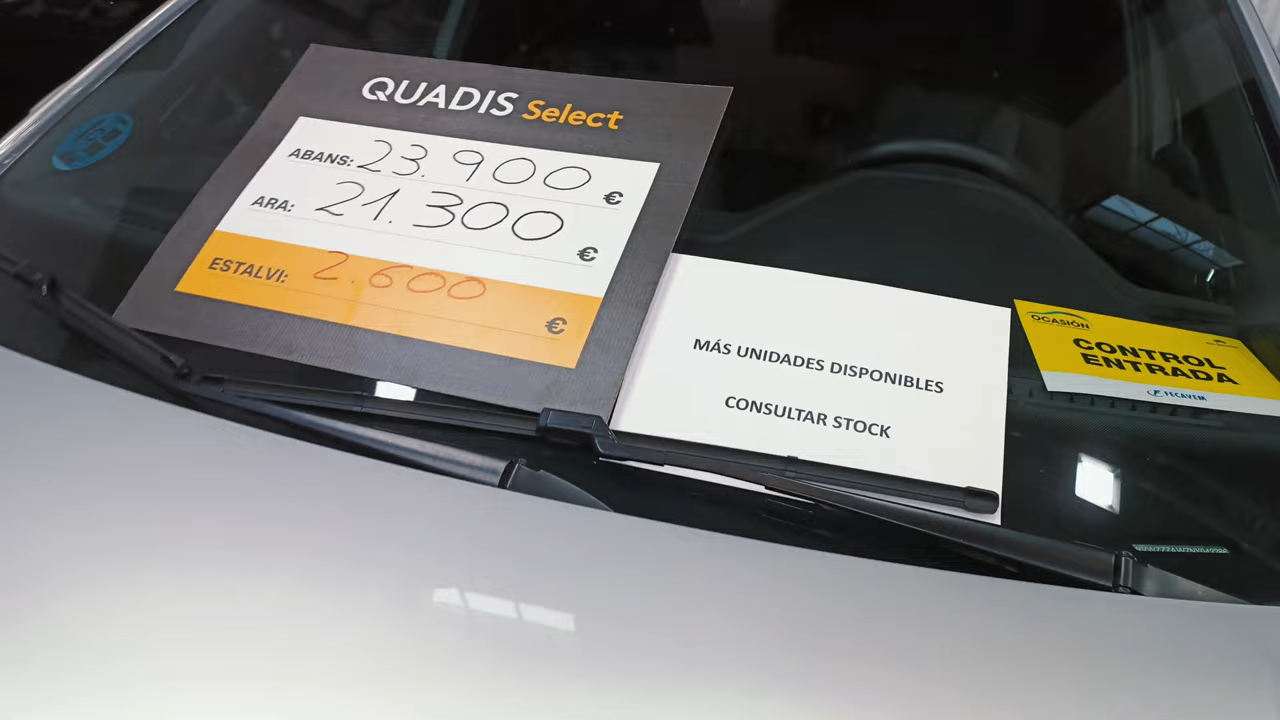 QUADIS Select
ABANS: 23.900 €
ARA: 21.300 €
ESTALVI: 2.600 €
MÁS UNIDADES DISPONIBLES
CONSULTAR STOCK
OCASIÓN
CONTROL
ENTRADA
FECAVEM